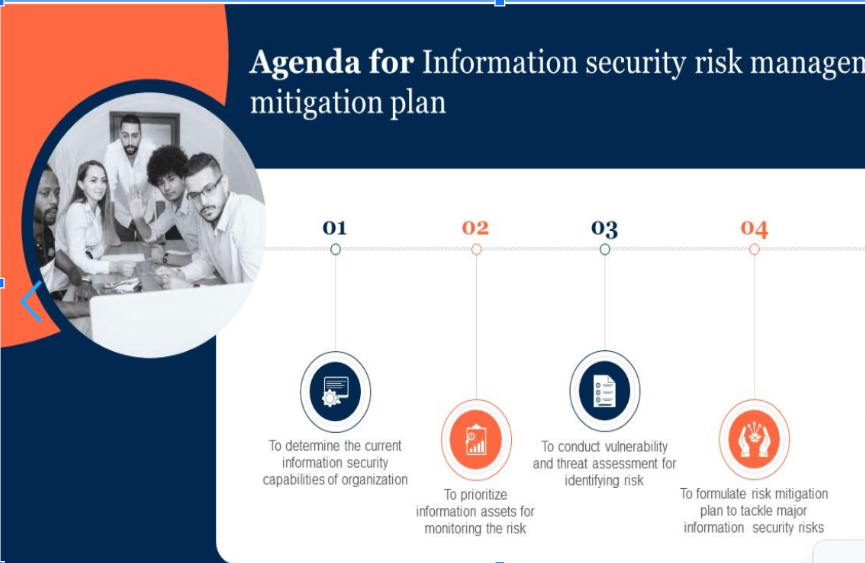 Agenda for Information security risk
mitigation plan
01
02
03
04
To determine the current
information security
capabilities of organization
To prioritize
information assets for
monitoring the risk
To conduct vulnerability
and threat assessment for
identifying risk
To formulate risk mitigation
plan to tackle major
information security risks